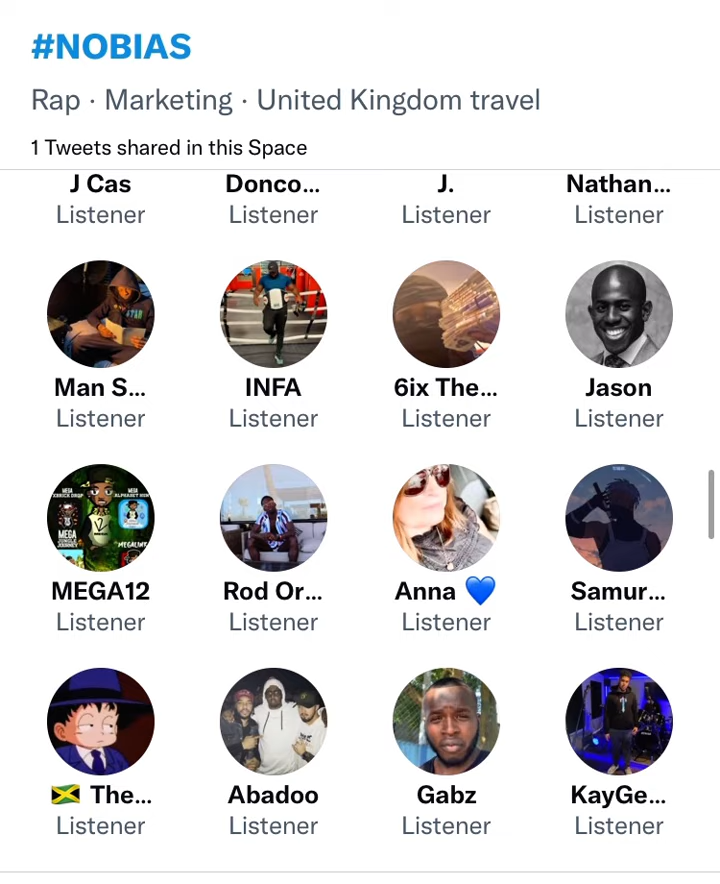 #NOBIAS
Rap · Marketing · United Kingdom travel
1 Tweets shared in this Space
J Cas Donco... J. Nathan...
Listener Listener Listener Listener
Man S... INFA 6ix The... Jason
Listener Listener Listener Listener
MEGA
MEGALINK
MEGA12 Rod Or... Anna 💙 Samur...
Listener Listener Listener Listener
🇯🇲 The... Abadoo Gabz KayGe...
Listener Listener Listener Listener